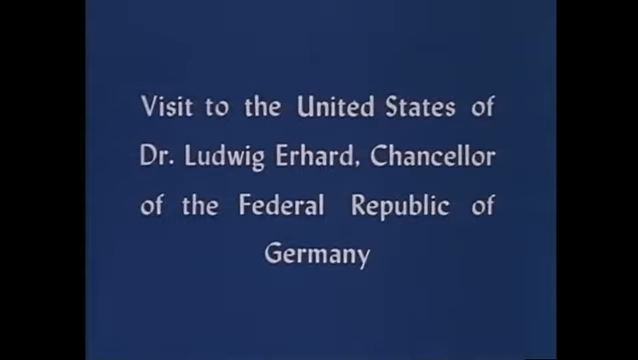 Visit to the United States of
Dr. Ludwig Erhard, Chancellor
of the Federal Republic of
Germany